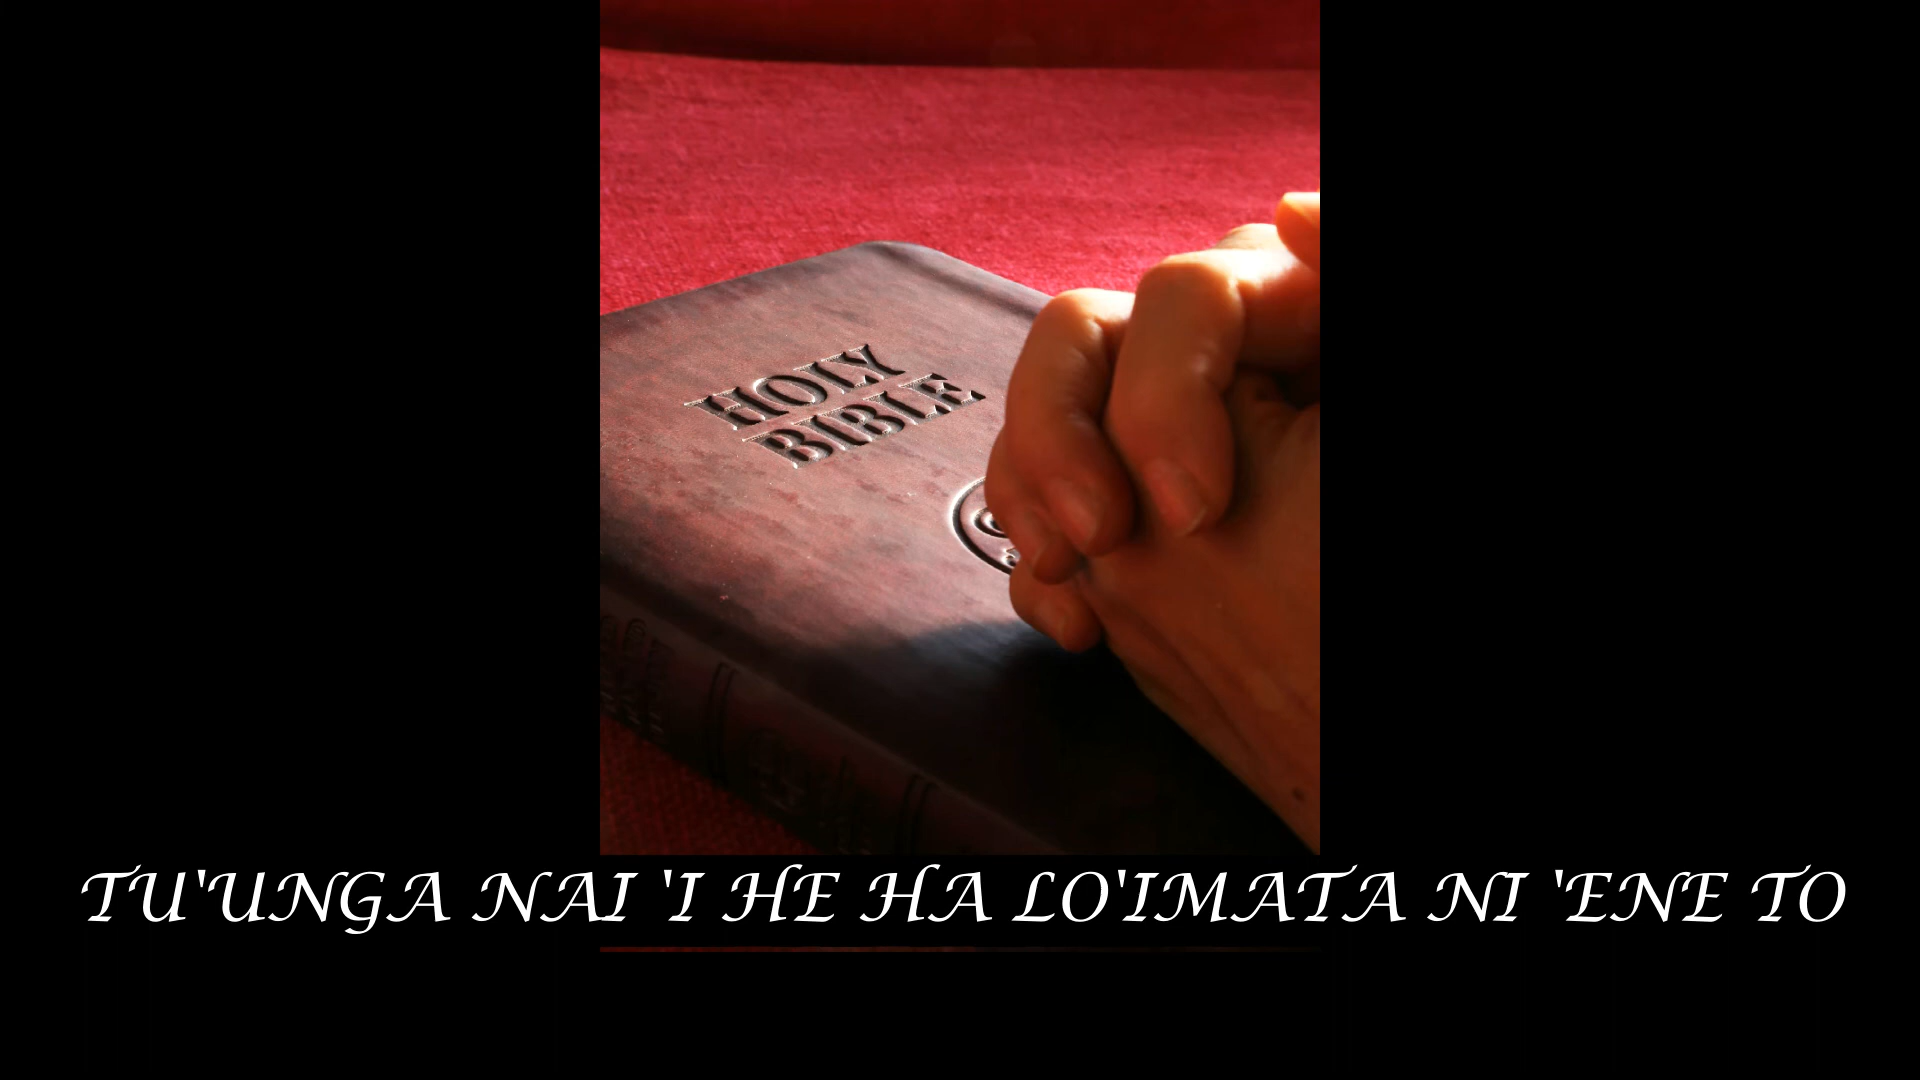 HOLY
BIBLE
TU'UNGA NAI 'I HE HA LO'IMATA NI 'ENE TO